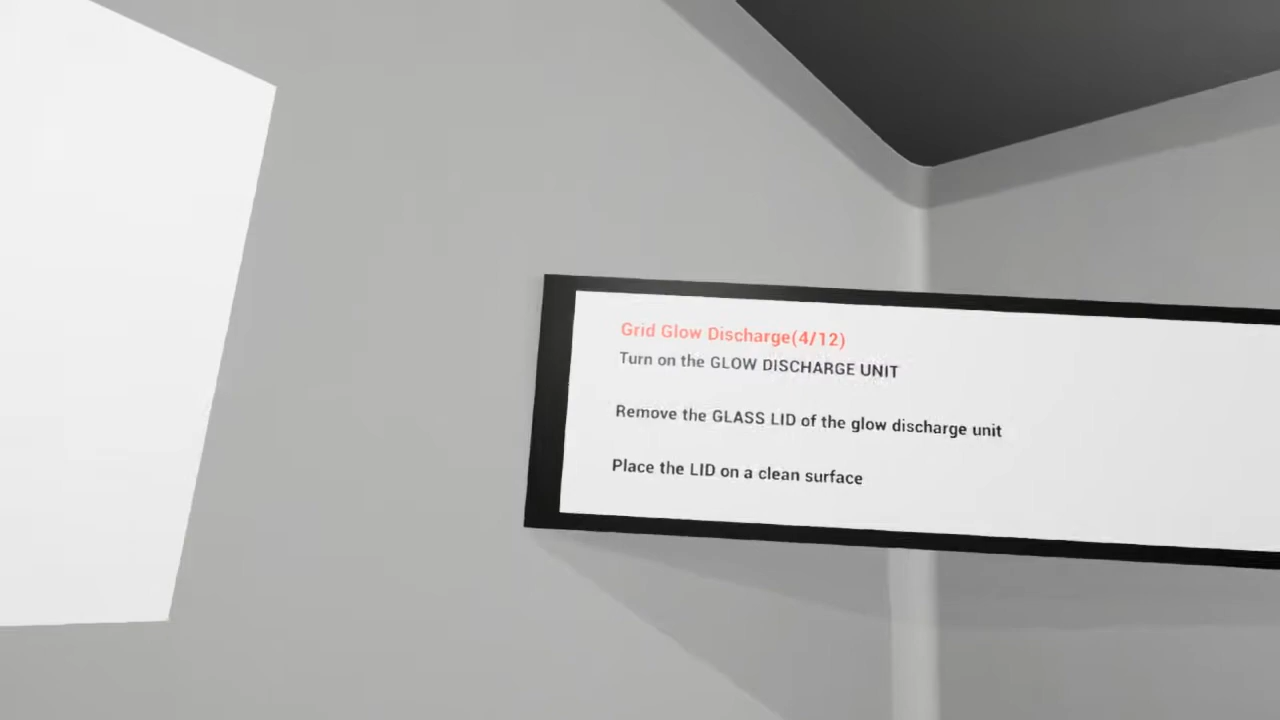 Grid Glow Discharge(4/12)
Turn on the GLOW DISCHARGE UNIT
Remove the GLASS LID of the glow discharge unit
Place the LID on a clean surface